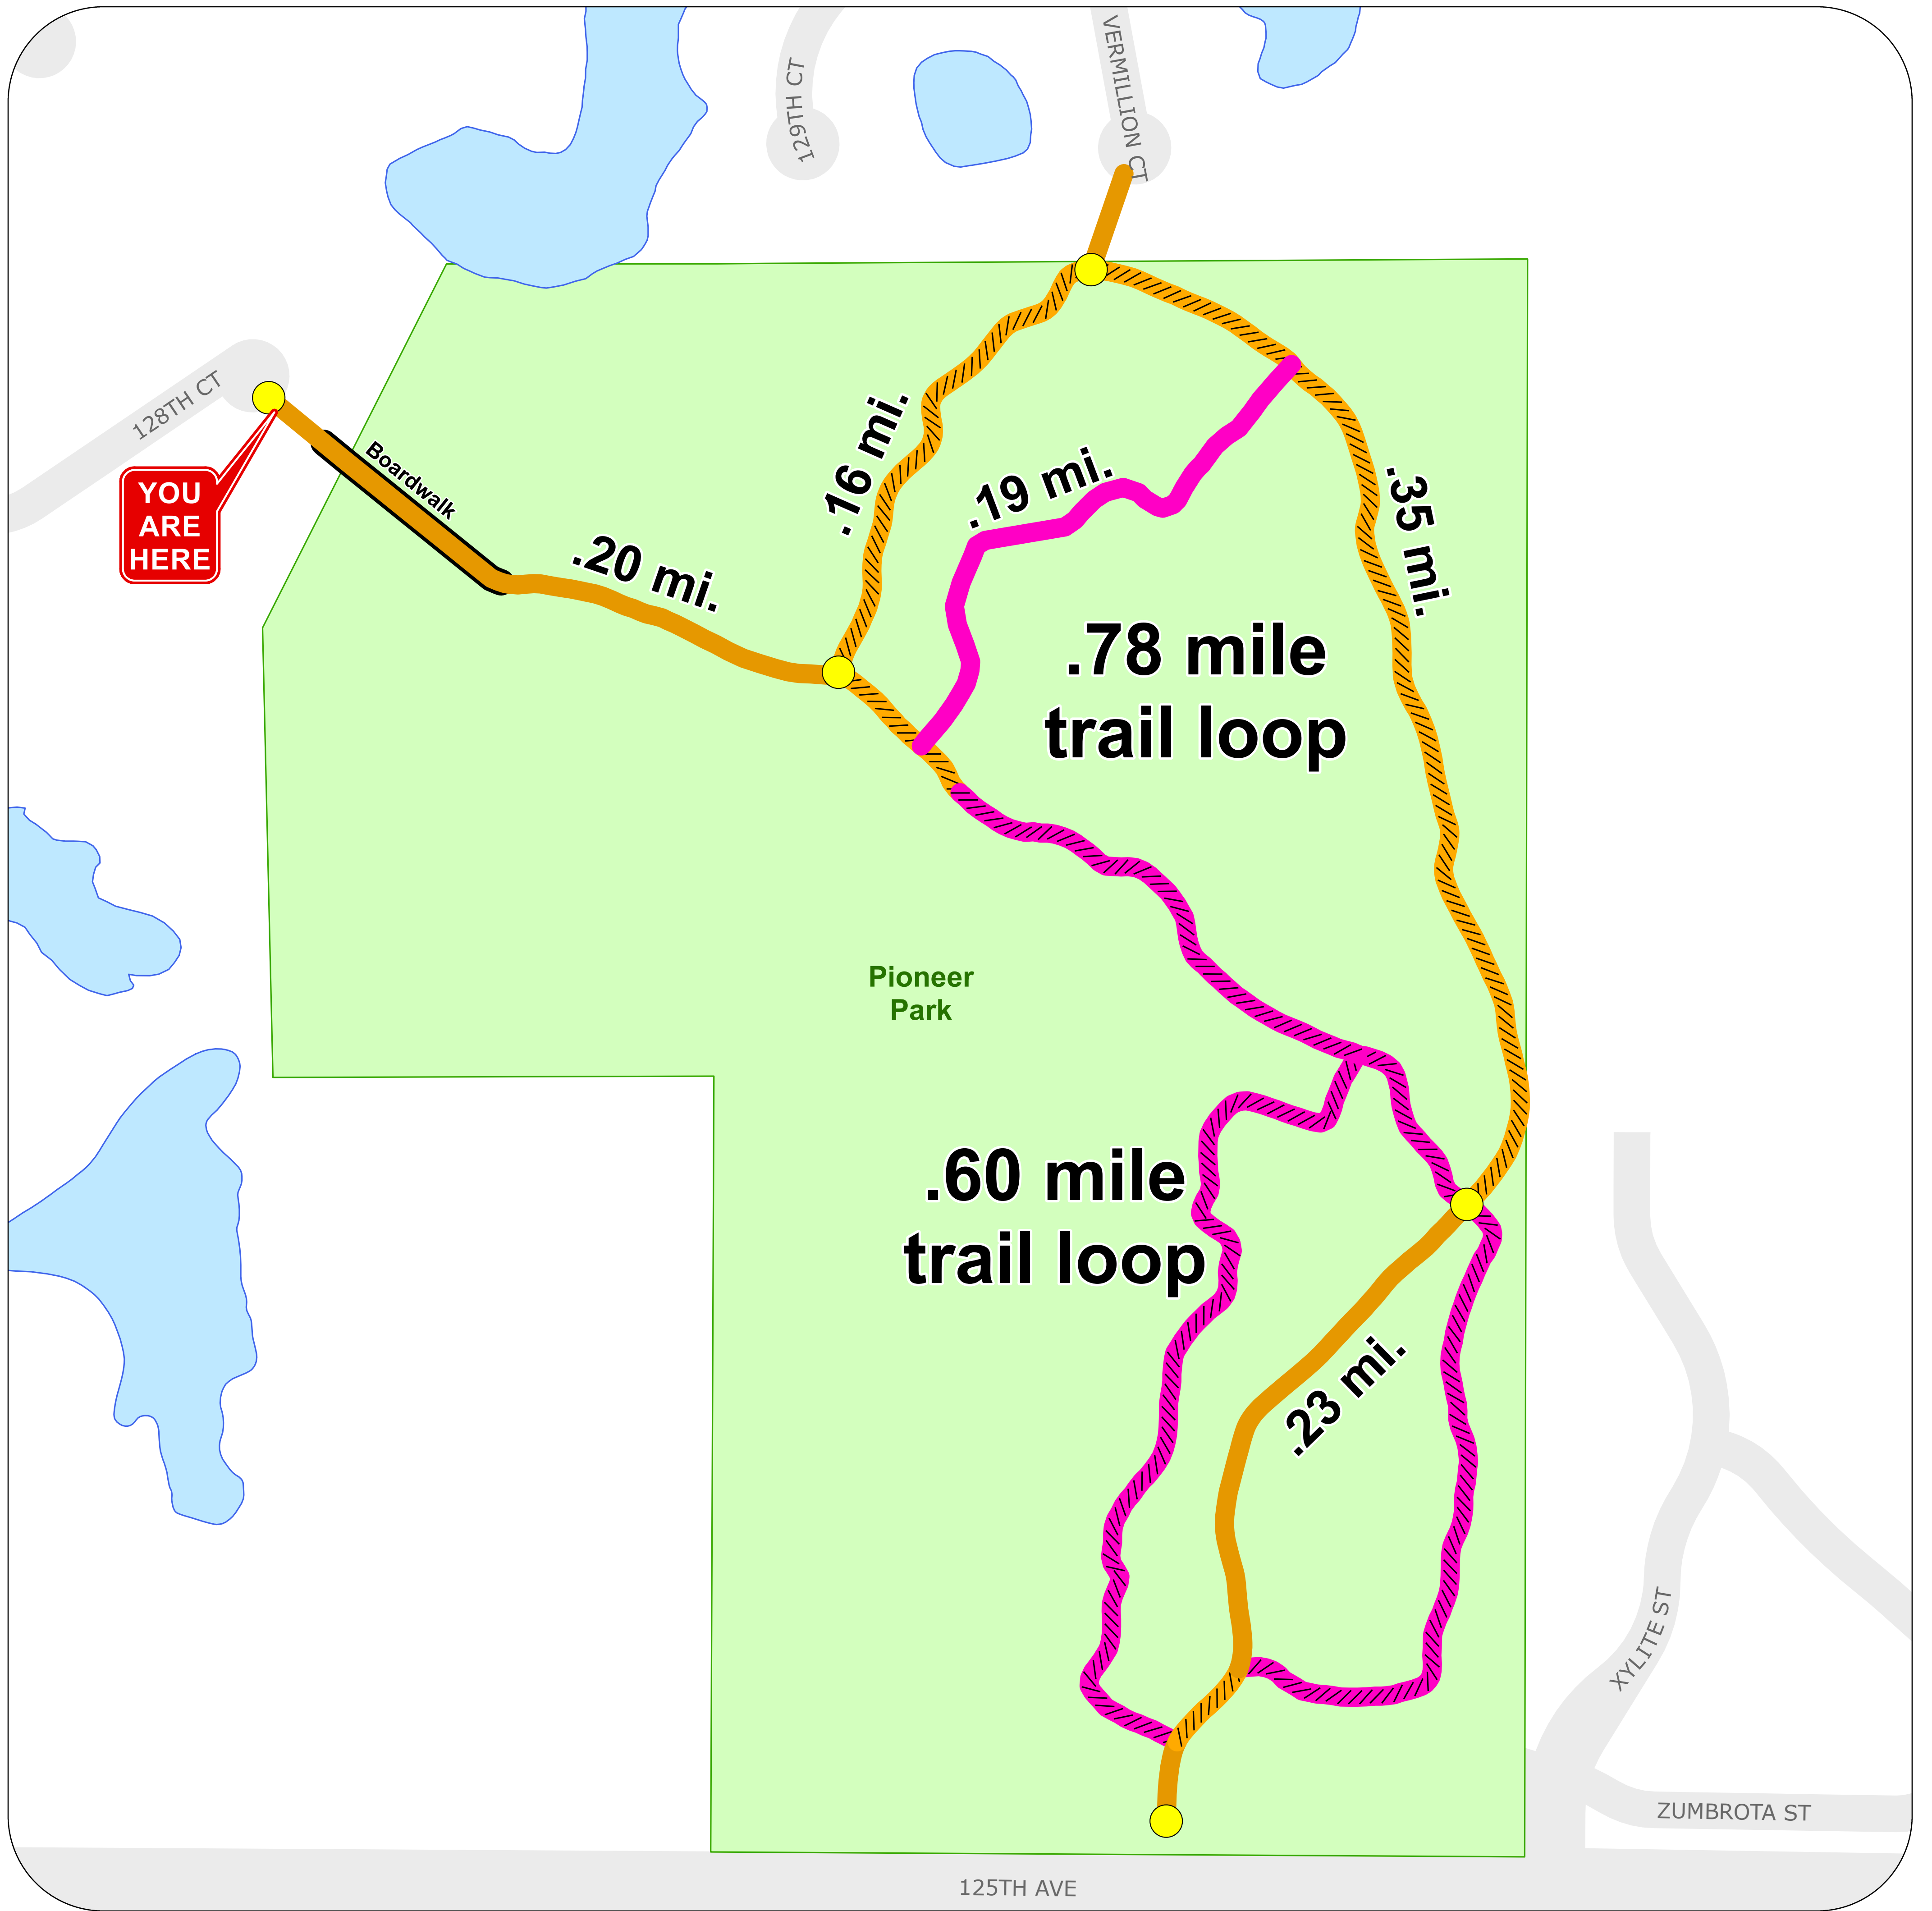 129TH CT
VERMILLION CT
128TH CT
YOU
ARE
HERE
Boardwalk
.20 mi.
.16 mi.
.19 mi.
.35 mi.
.78 mile
trail loop
Pioneer
Park
.60 mile
trail loop
.23 mi.
XYLITE ST
ZUMBROTA ST
125TH AVE